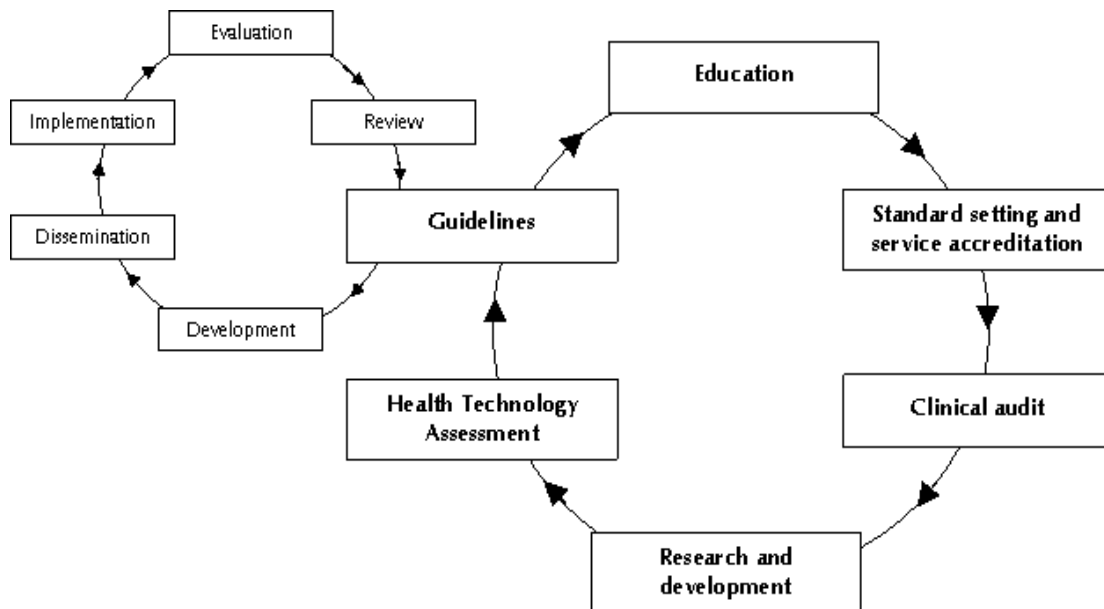 Evaluation
Education
Implementation
Review
Guidelines
Standard setting and
service accreditation
Dissemination
Development
Health Technology
Assessment
Clinical audit
Research and
development